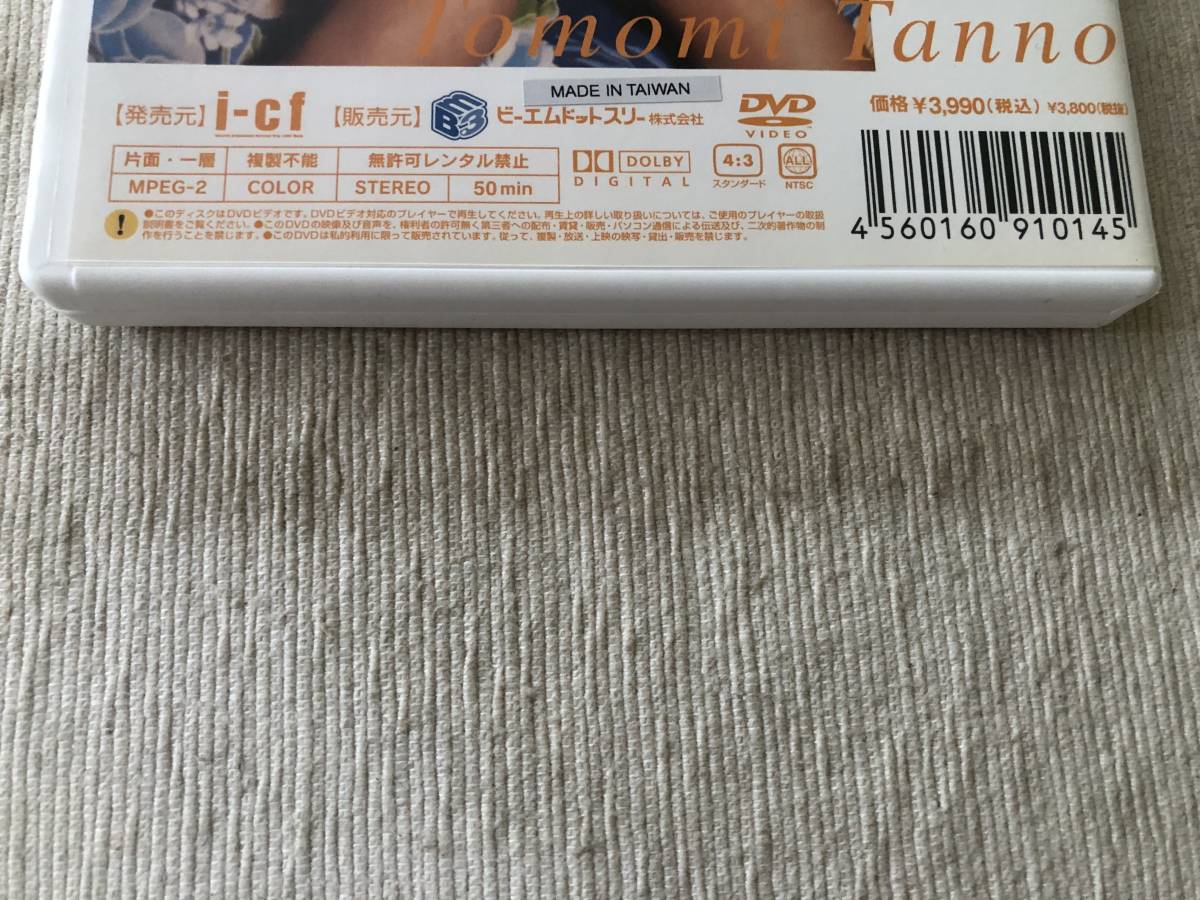 Tomomi Tanno
MADE IN TAIWAN
【発売元】i-cf 【販売元】BM3 ビーエムドットスリー株式会社
DVD VIDEO
価格¥3,990(税込) ¥3,800(税抜)
片面・一層 複製不能 無許可レンタル禁止
MPEG-2 COLOR STEREO 50min
DOLBY DIGITAL
4:3 スタンダード
ALL NTSC
●このディスクはDVDビデオです。DVDビデオ対応のプレイヤーで再生してください。再生上の詳しい取り扱いについては、ご使用のプレイヤーの取扱
説明書をご覧ください。●このDVDの映像及び音声を、権利者の許可無く第三者への配布・賃貸・販売・パソコン通信による伝送及び、二次的著作物の制
作を行うことを禁じます。●このDVDは私的利用に限って販売されています。従って、複製・放送・上映の映写・貸出・販売を禁じます。
4 560160 910145